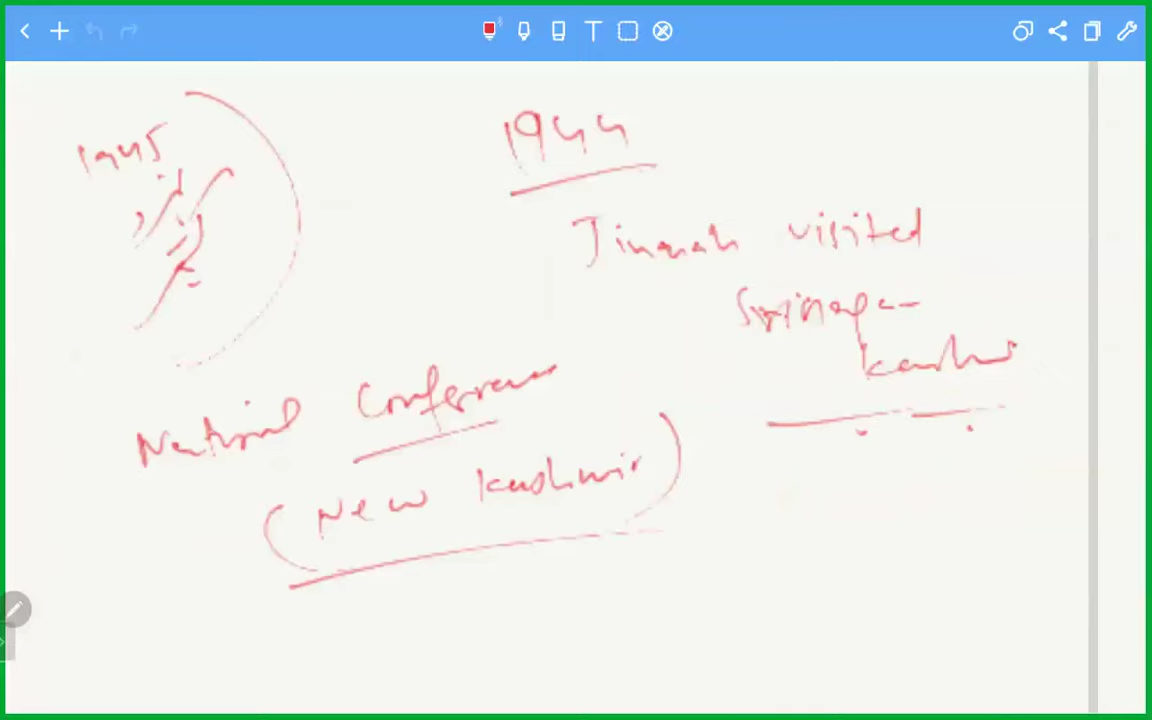 1945
1944
Jinnah visited
Srinagar
Kashmir
National Conference
(New Kashmir)